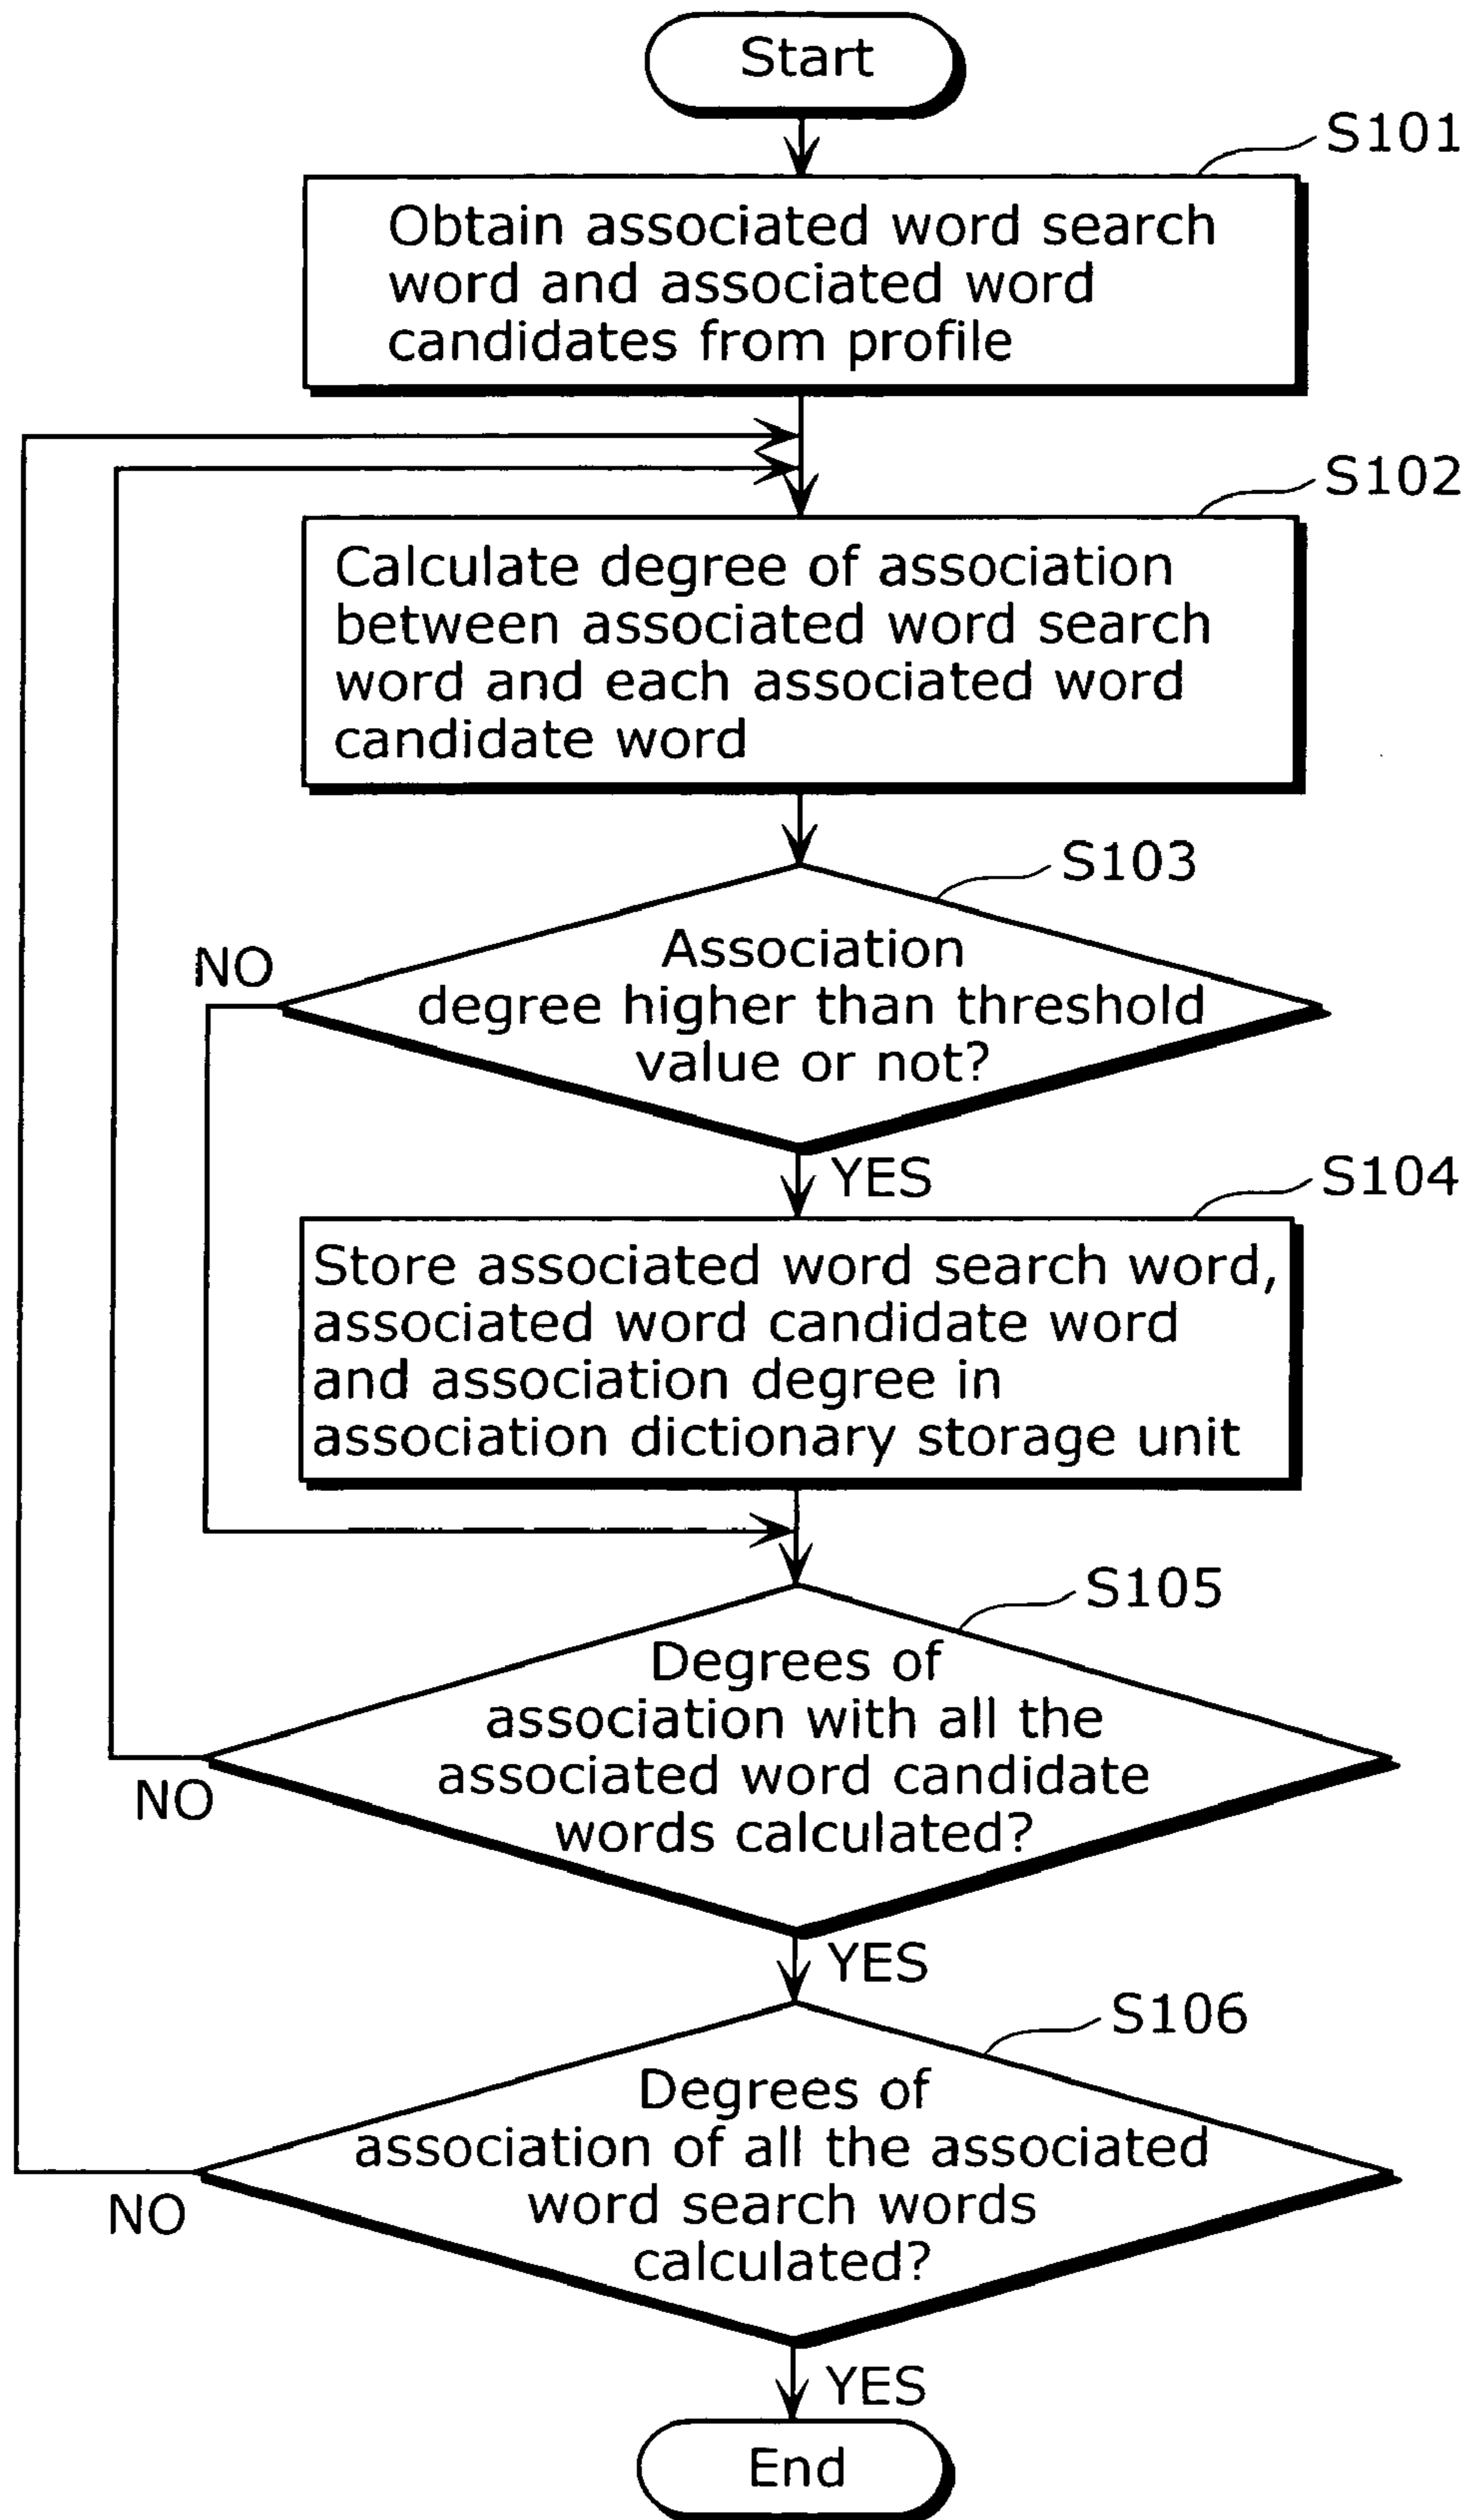 Start
S101
Obtain associated word search
word and associated word
candidates from profile
S102
Calculate degree of association
between associated word search
word and each associated word
candidate word
S103
NO
Association
degree higher than threshold
value or not?
YES
S104
Store associated word search word,
associated word candidate word
and association degree in
association dictionary storage unit
S105
Degrees of
association with all the
associated word candidate
words calculated?
NO
YES
S106
Degrees of
association of all the associated
word search words
calculated?
NO
YES
End